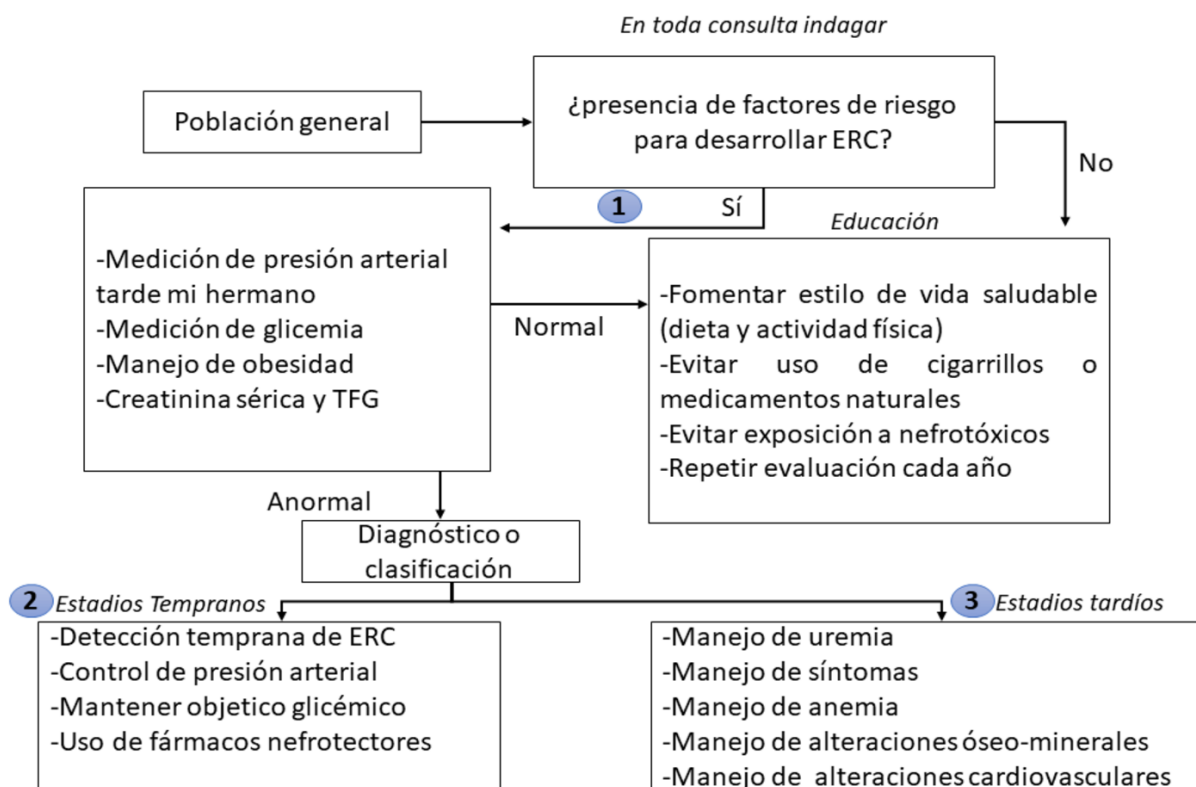 En toda consulta indagar
Población general
¿presencia de factores de riesgo
para desarrollar ERC?
No
1
Sí
-Medición de presión arterial
tarde mi hermano
-Medición de glicemia
-Manejo de obesidad
-Creatinina sérica y TFG
Normal
Educación
-Fomentar estilo de vida saludable
(dieta y actividad física)
-Evitar uso de cigarrillos o
medicamentos naturales
-Evitar exposición a nefrotóxicos
-Repetir evaluación cada año
Anormal
Diagnóstico o
clasificación
2 Estadios Tempranos
-Detección temprana de ERC
-Control de presión arterial
-Mantener objetico glicémico
-Uso de fármacos nefrotectores
3 Estadios tardíos
-Manejo de uremia
-Manejo de síntomas
-Manejo de anemia
-Manejo de alteraciones óseo-minerales
-Manejo de alteraciones cardiovasculares